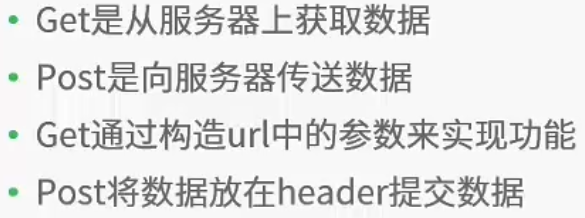 Get是从服务器上获取数据
Post是向服务器传送数据
Get通过构造url中的参数来实现功能
Post将数据放在header提交数据